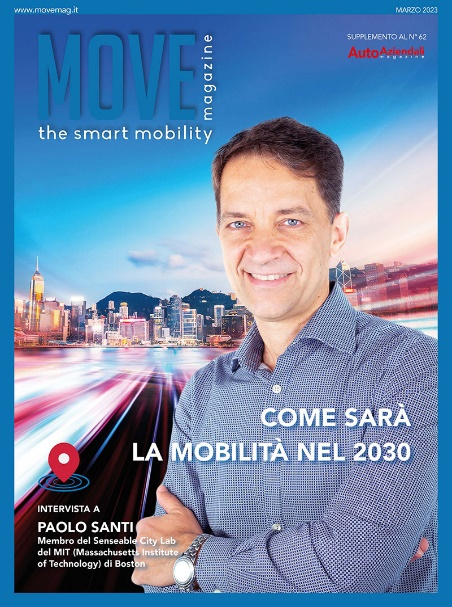 www.movemag.it
MARZO 2023
MOVE
magazine
the smart mobility
SUPPLEMENTO AL N° 62
AutoAziendali
magazine
COME SARÀ
LA MOBILITÀ NEL 2030
INTERVISTA A
PAOLO SANTI
Membro del Senseable City Lab
del MIT (Massachusetts Institute
of Technology) di Boston